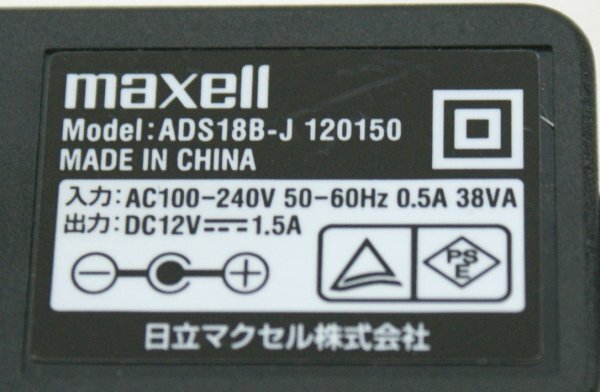 maxell
Model:ADS18B-J 120150
MADE IN CHINA
入力:AC100-240V 50-60Hz 0.5A 38VA
出力:DC12V⎓1.5A
PS
E
日立マクセル株式会社